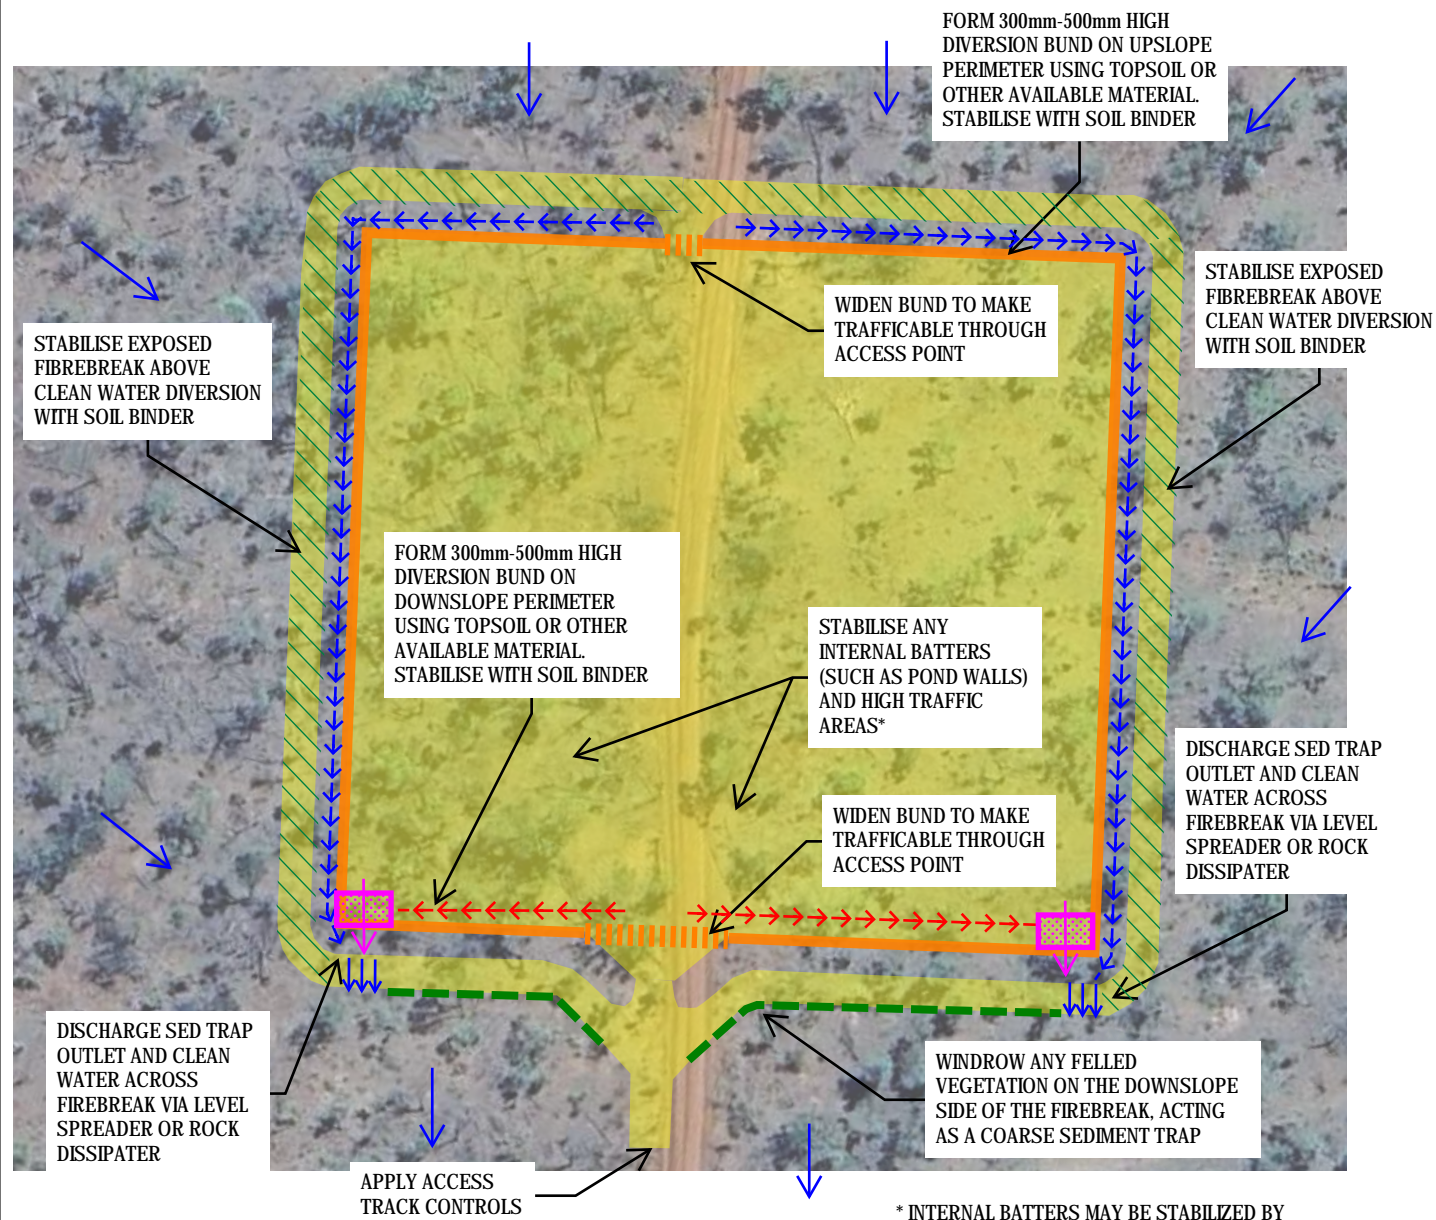 FORM 300mm-500mm HIGH
DIVERSION BUND ON UPSLOPE
PERIMETER USING TOPSOIL OR
OTHER AVAILABLE MATERIAL.
STABILISE WITH SOIL BINDER
STABILISE EXPOSED
FIBREBREAK ABOVE
CLEAN WATER DIVERSION
WITH SOIL BINDER
WIDEN BUND TO MAKE
TRAFFICABLE THROUGH
ACCESS POINT
STABILISE EXPOSED
FIBREBREAK ABOVE
CLEAN WATER DIVERSION
WITH SOIL BINDER
FORM 300mm-500mm HIGH
DIVERSION BUND ON
DOWNSLOPE PERIMETER
USING TOPSOIL OR OTHER
AVAILABLE MATERIAL.
STABILISE WITH SOIL BINDER
STABILISE ANY
INTERNAL BATTERS
(SUCH AS POND WALLS)
AND HIGH TRAFFIC
AREAS*
DISCHARGE SED TRAP
OUTLET AND CLEAN
WATER ACROSS
FIREBREAK VIA LEVEL
SPREADER OR ROCK
DISSIPATER
WIDEN BUND TO MAKE
TRAFFICABLE THROUGH
ACCESS POINT
DISCHARGE SED TRAP
OUTLET AND CLEAN
WATER ACROSS
FIREBREAK VIA LEVEL
SPREADER OR ROCK
DISSIPATER
WINDROW ANY FELLED
VEGETATION ON THE DOWNSLOPE
SIDE OF THE FIREBREAK, ACTING
AS A COARSE SEDIMENT TRAP
APPLY ACCESS
TRACK CONTROLS
* INTERNAL BATTERS MAY BE STABILIZED BY